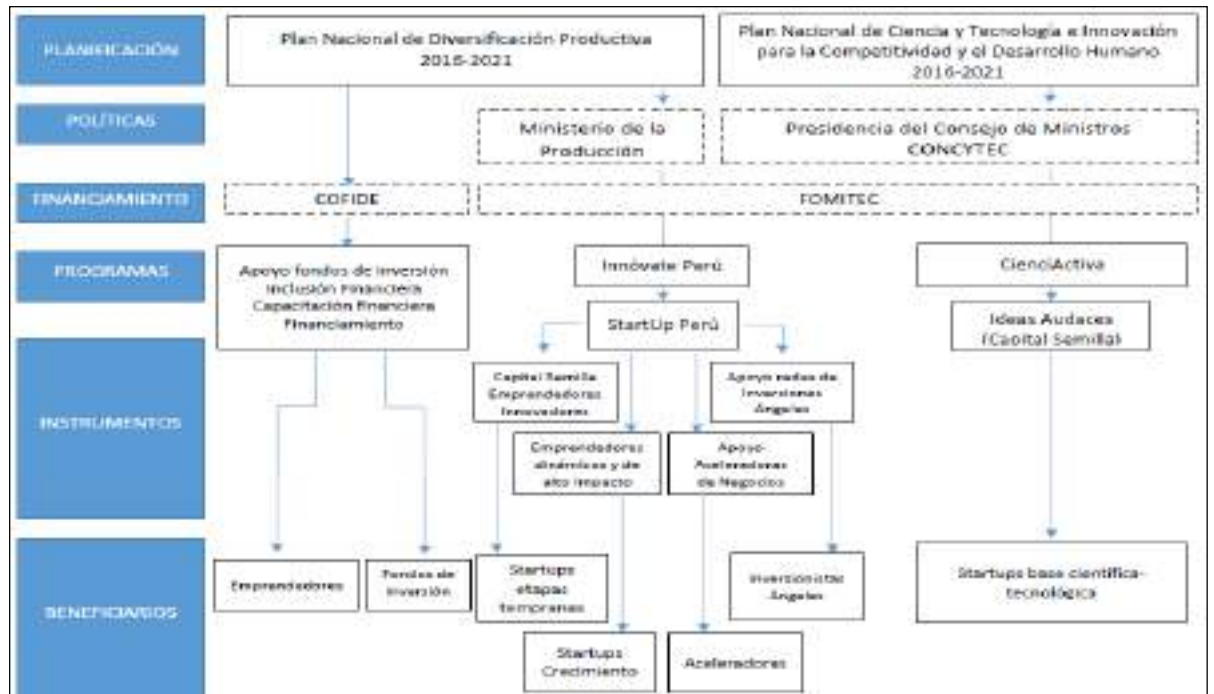 PLANIFICACIÓN
Plan Nacional de Diversificación Productiva
2016-2021
Plan Nacional de Ciencia y Tecnología e Innovación
para la Competitividad y el Desarrollo Humano
2016-2021
POLÍTICAS
Ministerio de la
Producción
Presidencia del Consejo de Ministros
CONCYTEC
FINANCIAMIENTO
COFIDE
FOMITEC
PROGRAMAS
Apoyo fondos de Inversión
Inclusión Financiera
Capacitación Financiera
Financiamiento
Innóvate Perú
CienciActiva
StartUp Perú
Ideas Audaces
(Capital Semilla)
INSTRUMENTOS
Capital Semilla
Emprendedores
Innovadores
Apoyo redes de
Inversiones
Ángeles
Emprendedores
dinámicos y de
alto impacto
Apoyo-
Aceleradoras
de Negocios
BENEFICIARIOS
Emprendedores
Fondos de
Inversión
Startups
etapas
tempranas
Inversionistas
Ángeles
Startups base científica-
tecnológica
Startups
Crecimiento
Aceleradores